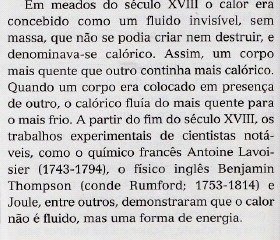 Em meados do século XVIII o calor era
concebido como um fluido invisível, sem
massa, que não se podia criar nem destruir, e
denominava-se calórico. Assim, um corpo
mais quente que outro continha mais calórico.
Quando um corpo era colocado em presença
de outro, o calórico fluía do mais quente para
o mais frio. A partir do fim do século XVIII, os
trabalhos experimentais de cientistas notá-
veis, como o químico francês Antoine Lavoi-
sier (1743-1794), o físico inglês Benjamin
Thompson (conde Rumford; 1753-1814) e
Joule, entre outros, demonstraram que o calor
não é fluido, mas uma forma de energia.